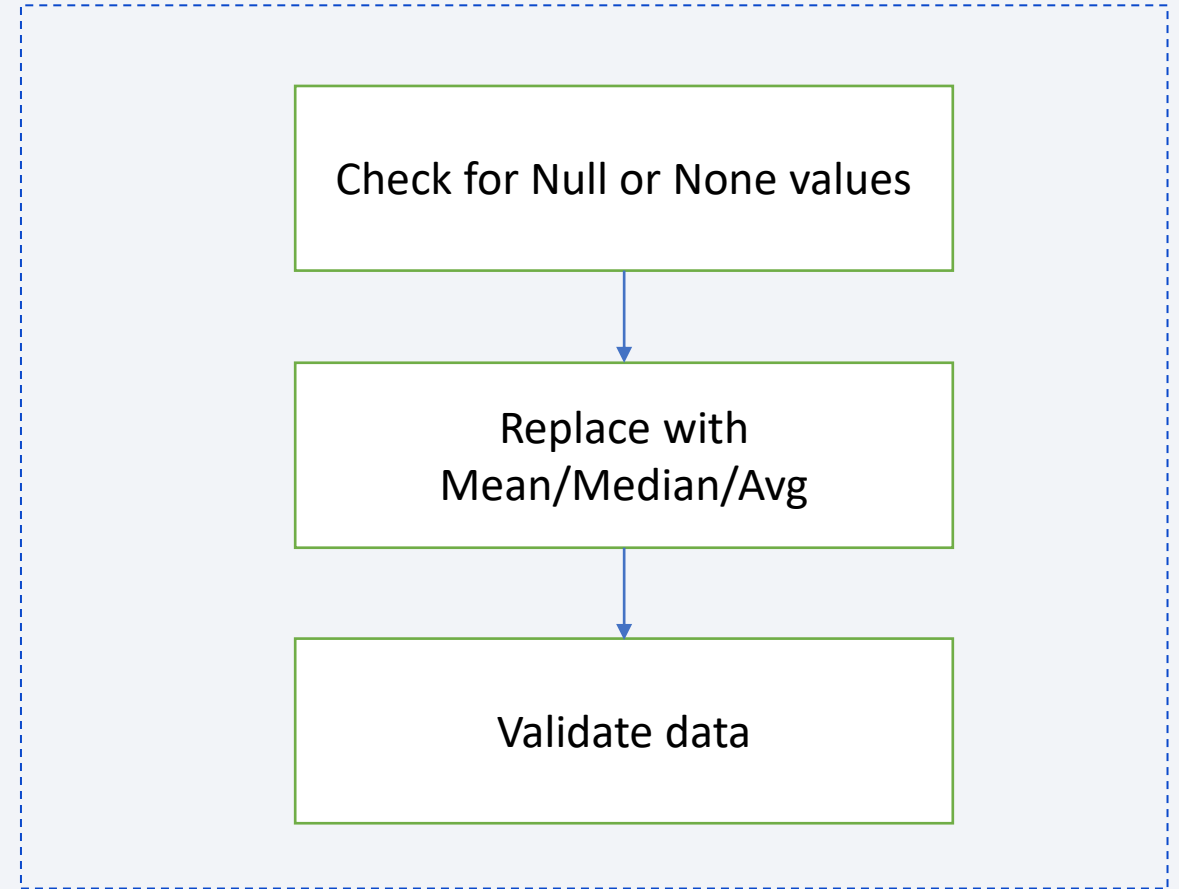 Check for Null or None values
Replace with
Mean/Median/Avg
Validate data